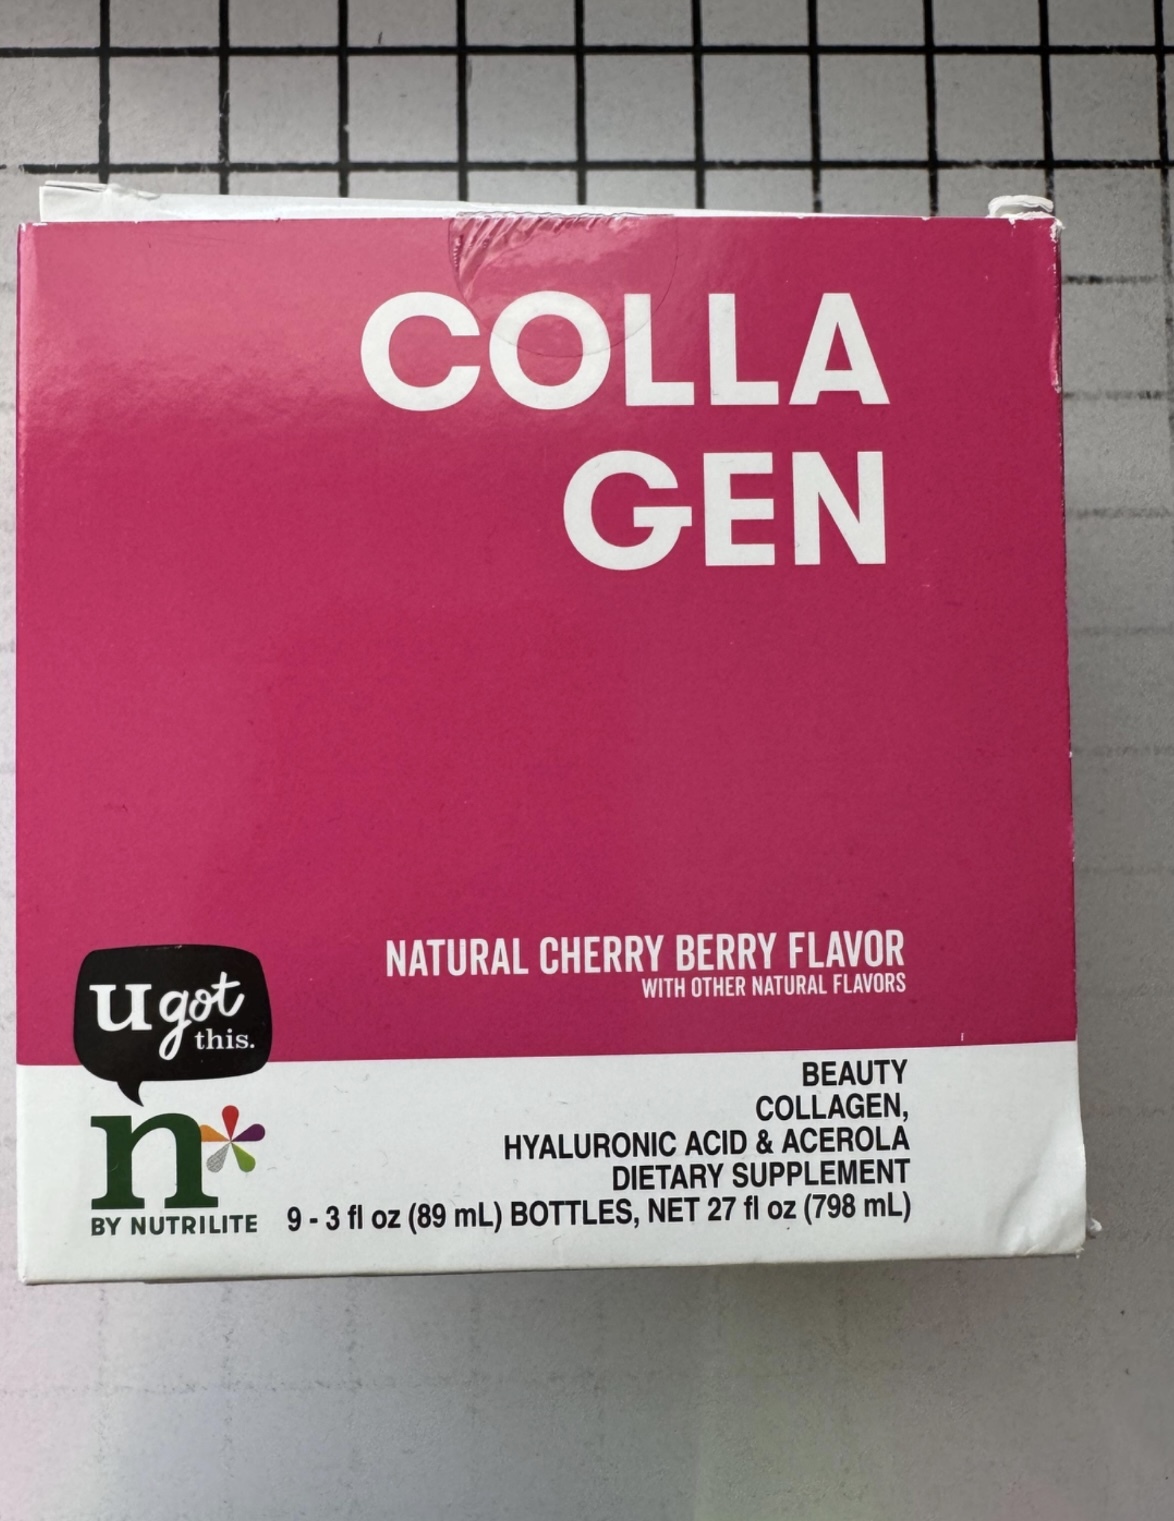 COLLA
GEN
NATURAL CHERRY BERRY FLAVOR
WITH OTHER NATURAL FLAVORS
u got
this.
n
BY NUTRILITE
BEAUTY
COLLAGEN,
HYALURONIC ACID & ACEROLA
DIETARY SUPPLEMENT
9 - 3 fl oz (89 mL) BOTTLES, NET 27 fl oz (798 mL)